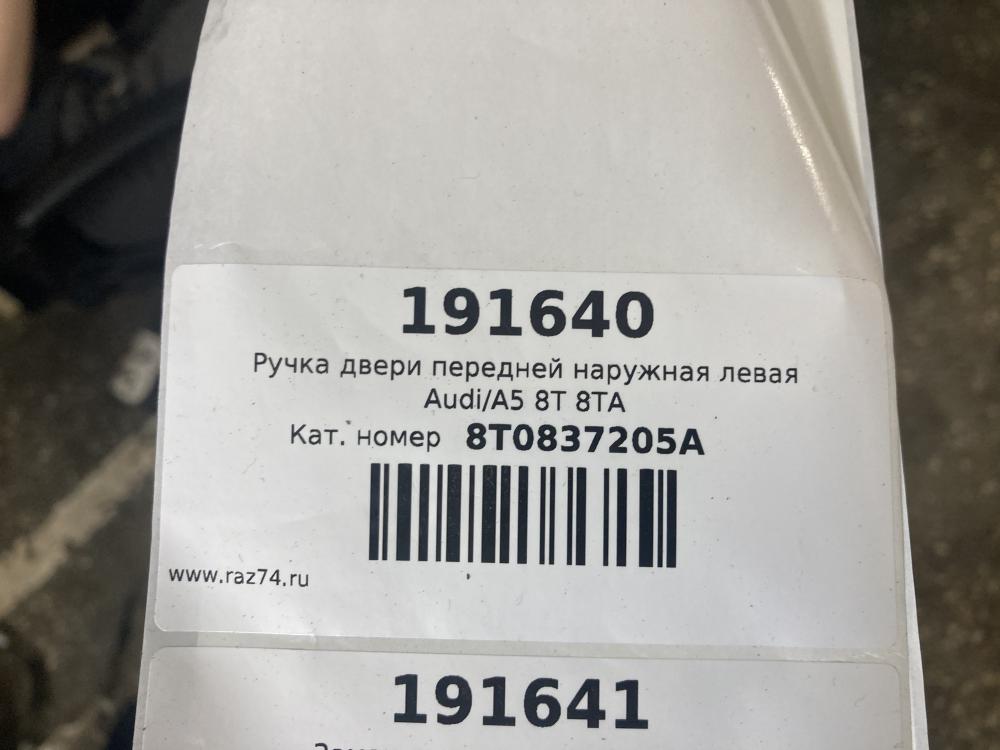 191640
Ручка двери передней наружная левая
Audi/A5 8T 8TA
Кат. номер 8T0837205A
www.raz74.ru
191641